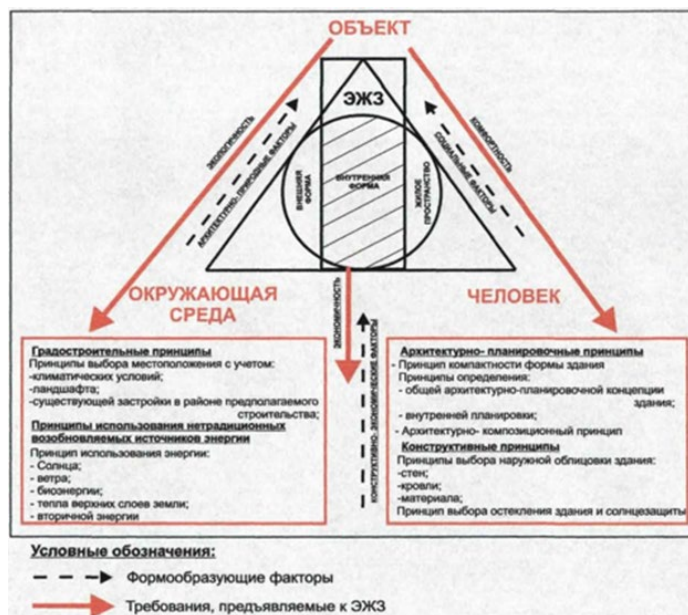 ОБЪЕКТ
ЭЖЗ
ЭКОЛОГИЧНОСТЬ
АРХИТЕКТУРНО- ПРИРОДНЫЕ ФАКТОРЫ
КОМФОРТНОСТЬ
СОЦИАЛЬНЫЕ ФАКТОРЫ
ВНЕШНЯЯ
ФОРМА
ВНУТРЕННЯЯ
ФОРМА
ЖИЛОЕ
ПРОСТРАНСТВО
ОКРУЖАЮЩАЯ
СРЕДА
ЧЕЛОВЕК
ЭКОНОМИЧНОСТЬ
КОНСТРУКТИВНО- ЭКОНОМИЧЕСКИЕ ФАКТОРЫ
Градостроительные принципы
Принципы выбора местоположения с учетом:
-климатических условий;
-ландшафта;
-существующей застройки в районе предполагаемого
строительства;
Принципы использования нетрадиционных
возобновляемых источников энергии
Принцип использования энергии:
- Солнца;
- ветра;
- биоэнергии;
- тепла верхних слоев земли;
- вторичной энергии
Архитектурно- планировочные принципы
- Принцип компактности формы здания
Принципы определения:
- общей архитектурно-планировочной концепции
здания;
- внутренней планировки;
- Архитектурно- композиционный принцип
Конструктивные принципы
Принципы выбора наружной облицовки здания:
-стен;
-кровли;
-материала;
Принцип выбора остекления здания и солнцезащиты
Условные обозначения:
Формообразующие факторы
Требования, предъявляемые к ЭЖЗ